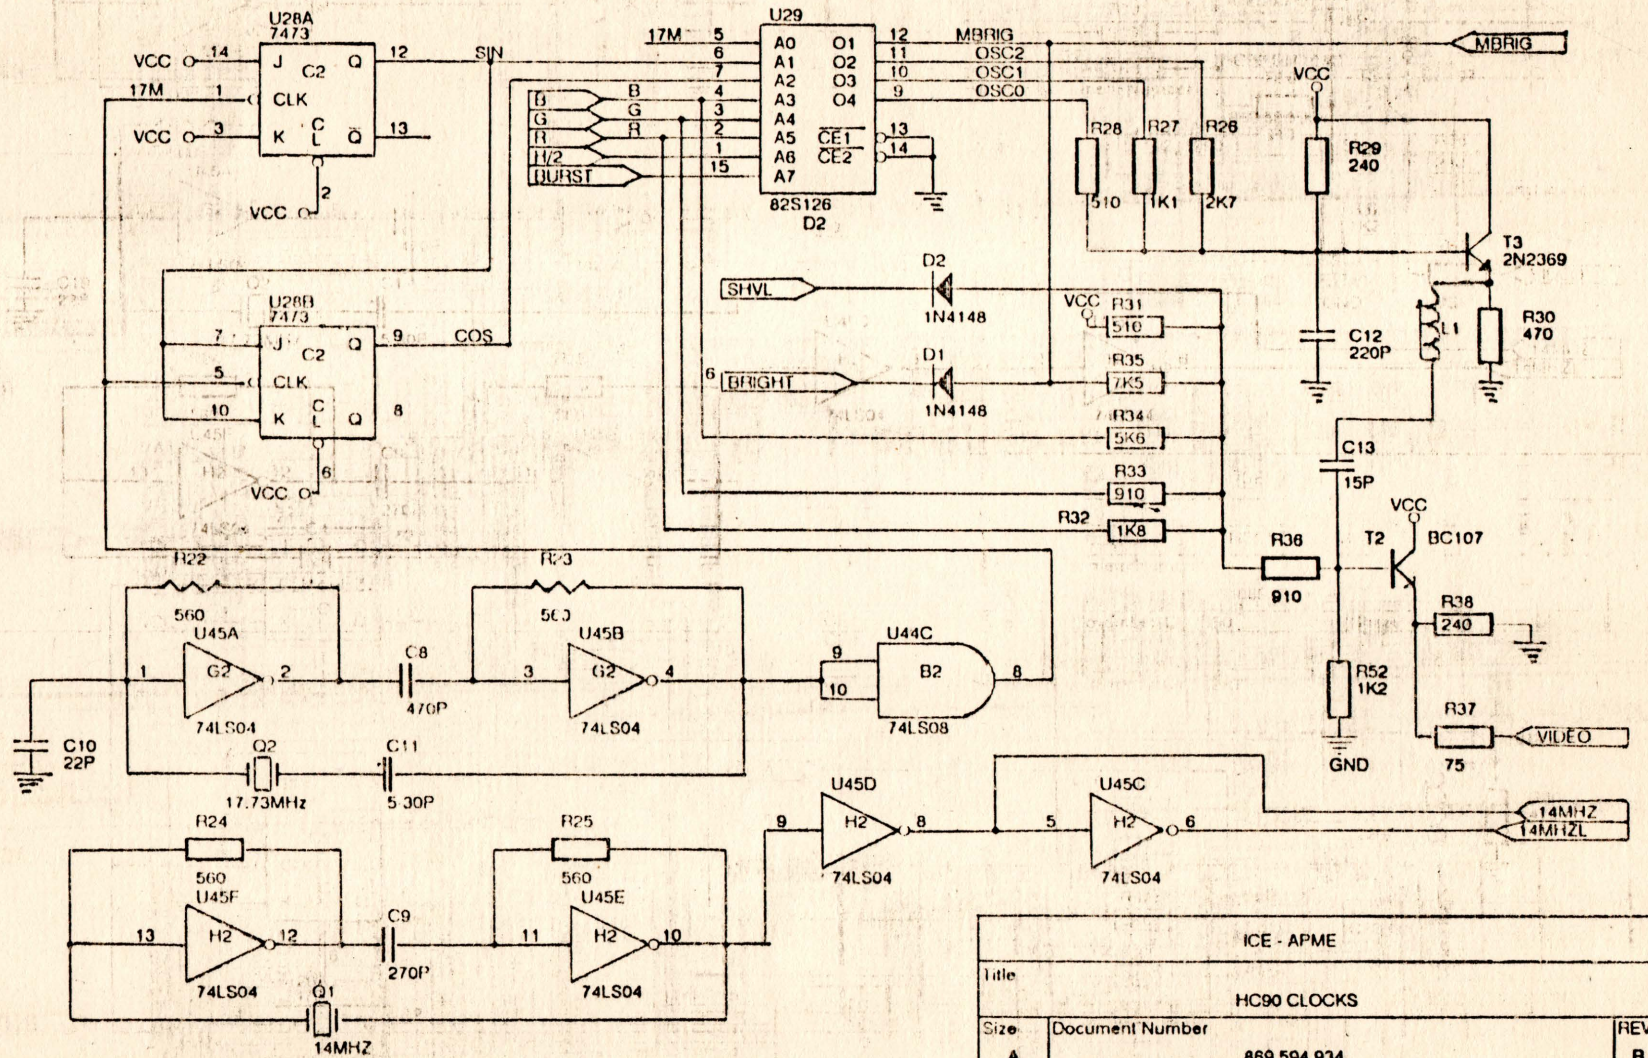 U28A
7473
VCC 14 J Q 12 SIN
C2
17M 1 CLK
VCC 3 K C L Q 13
2
VCC
U28B
7473
7 J Q 9 COS
C2
5 CLK
10 K C L Q 8
6
VCC
U29
17M 5 A0 O1 12 MBRIG
6 A1 O2 11 OSC2
7 A2 O3 10 OSC1
B B 4 A3 O4 9 OSC0
G G 3 A4
R R 2 A5 CE1 13
H/2 1 A6 CE2 14
BURST 15 A7
82S126
D2
MBRIG
VCC
R28
510
R27
1K1
R26
2K7
R29
240
T3
2N2369
C12
220P
L1
R30
470
SHVL
D2
1N4148
6 BRIGHT
D1
1N4148
VCC R31
510
R35
7K5
R34
5K6
R33
910
R32
1K8
C13
15P
R36
910
VCC
T2 BC107
R38
240
R52
1K2
GND
R37
75
VIDEO
R22
560
U45A
1 G2 2
74LS04
C8
470P
R23
U45B
3 G2 4
74LS04
U44C
9
10
B2 8
74LS08
C10
22P
Q2
17.73MHz
C11
R24
560
U45F
13 H2 12
74LS04
C9
270P
R25
560
U45E
11 H2 10
74LS04
Q1
14MHZ
U45D
9 H2 8
74LS04
U45C
5 H2 6
74LS04
14MHZ
14MHZL
ICE - APME
Title
HC90 CLOCKS
Size Document Number REV
A 869.594.934 B